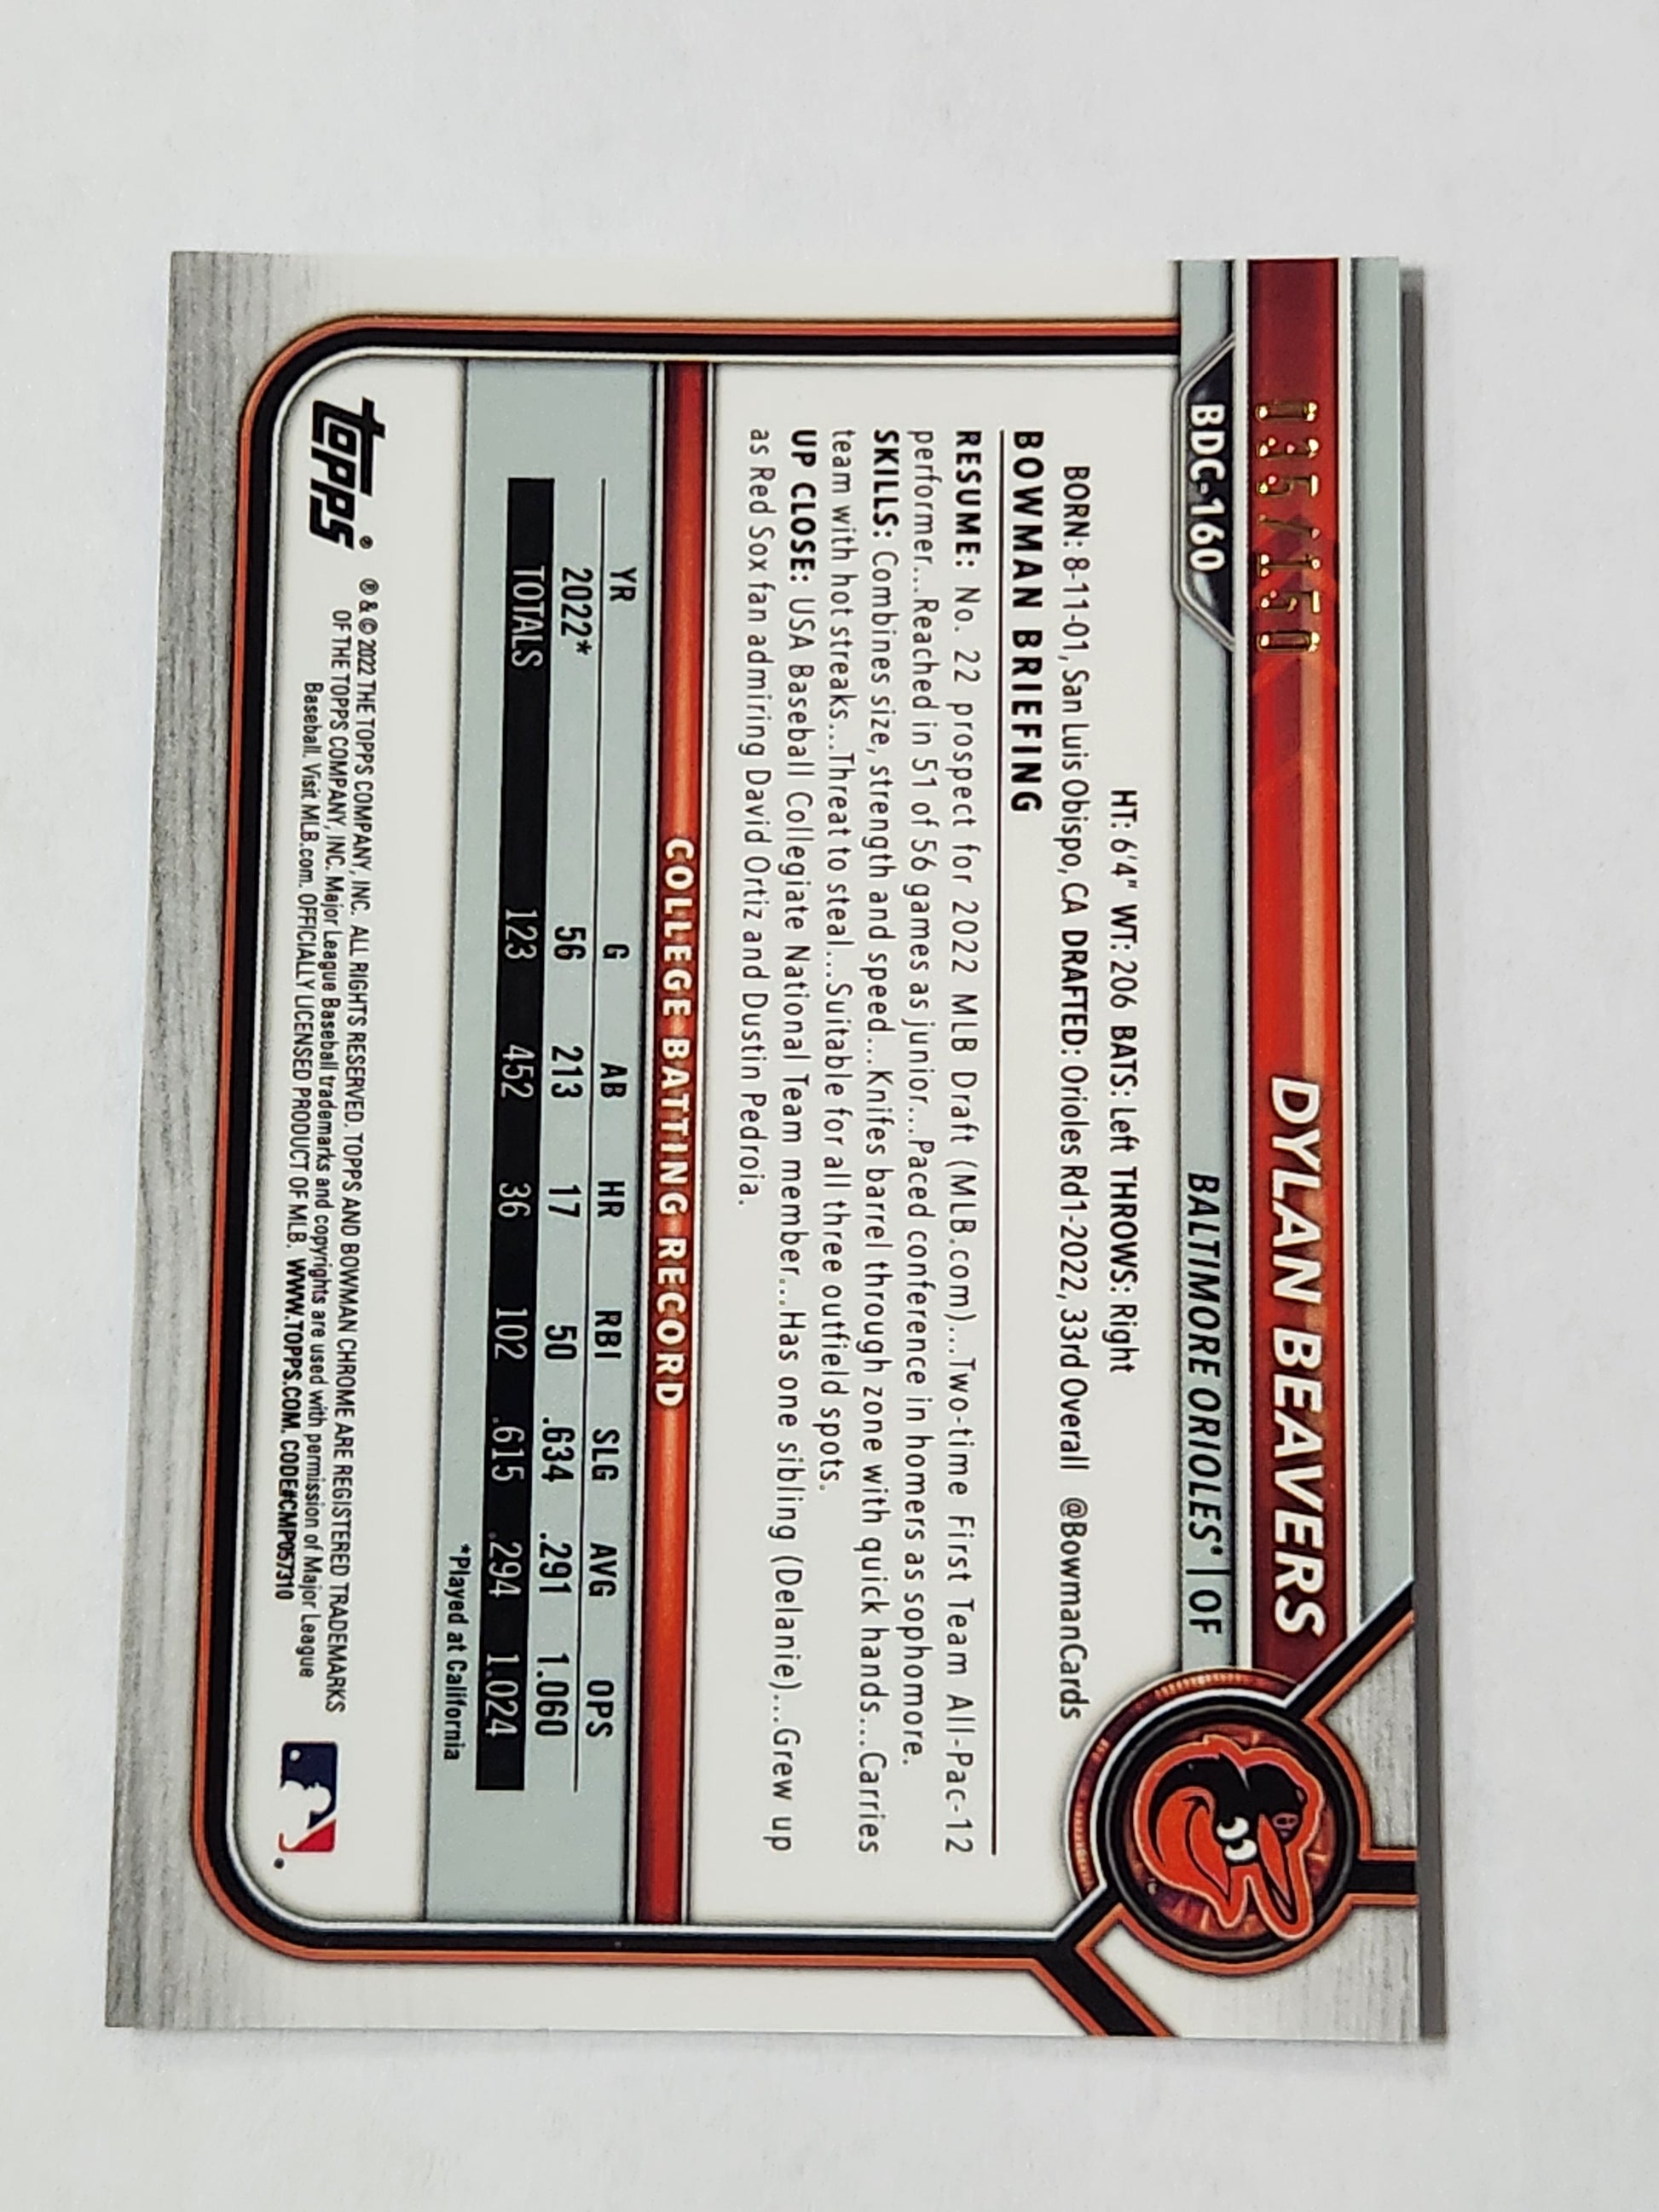 035/150
DYLAN BEAVERS
BDC-160
BALTIMORE ORIOLES® | OF
HT: 6'4" WT: 206 BATS: Left THROWS: Right
BORN: 8-11-01, San Luis Obispo, CA DRAFTED: Orioles Rd1-2022, 33rd Overall @BowmanCards
BOWMAN BRIEFING
RESUME: No. 22 prospect for 2022 MLB Draft (MLB.com)...Two-time First Team All-Pac-12
performer...Reached in 51 of 56 games as junior...Paced conference in homers as sophomore.
SKILLS: Combines size, strength and speed...Knifes barrel through zone with quick hands...Carries
team with hot streaks...Threat to steal...Suitable for all three outfield spots.
UP CLOSE: USA Baseball Collegiate National Team member...Has one sibling (Delanie)...Grew up
as Red Sox fan admiring David Ortiz and Dustin Pedroia.
COLLEGE BATTING RECORD
YR G AB HR RBI SLG AVG OPS
2022* 56 213 17 50 .634 .291 1.060
TOTALS 123 452 36 102 .615 .294 1.024
*Played at California
topps®
® & © 2022 THE TOPPS COMPANY, INC. ALL RIGHTS RESERVED. TOPPS AND BOWMAN CHROME ARE REGISTERED TRADEMARKS
OF THE TOPPS COMPANY, INC. Major League Baseball trademarks and copyrights are used with permission of Major League
Baseball. Visit MLB.com. OFFICIALLY LICENSED PRODUCT OF MLB. WWW.TOPPS.COM. CODE#CMP057310